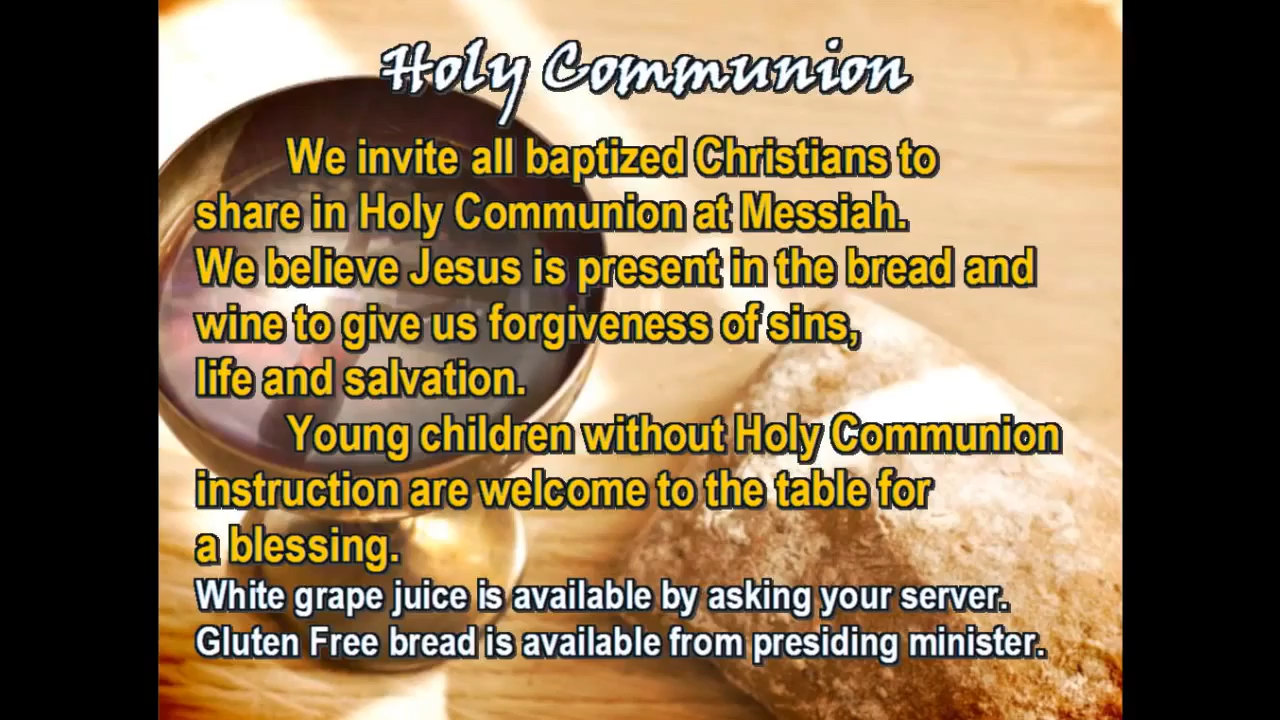 Holy Communion
We invite all baptized Christians to
share in Holy Communion at Messiah.
We believe Jesus is present in the bread and
wine to give us forgiveness of sins,
life and salvation.
Young children without Holy Communion
instruction are welcome to the table for
a blessing.
White grape juice is available by asking your server.
Gluten Free bread is available from presiding minister.